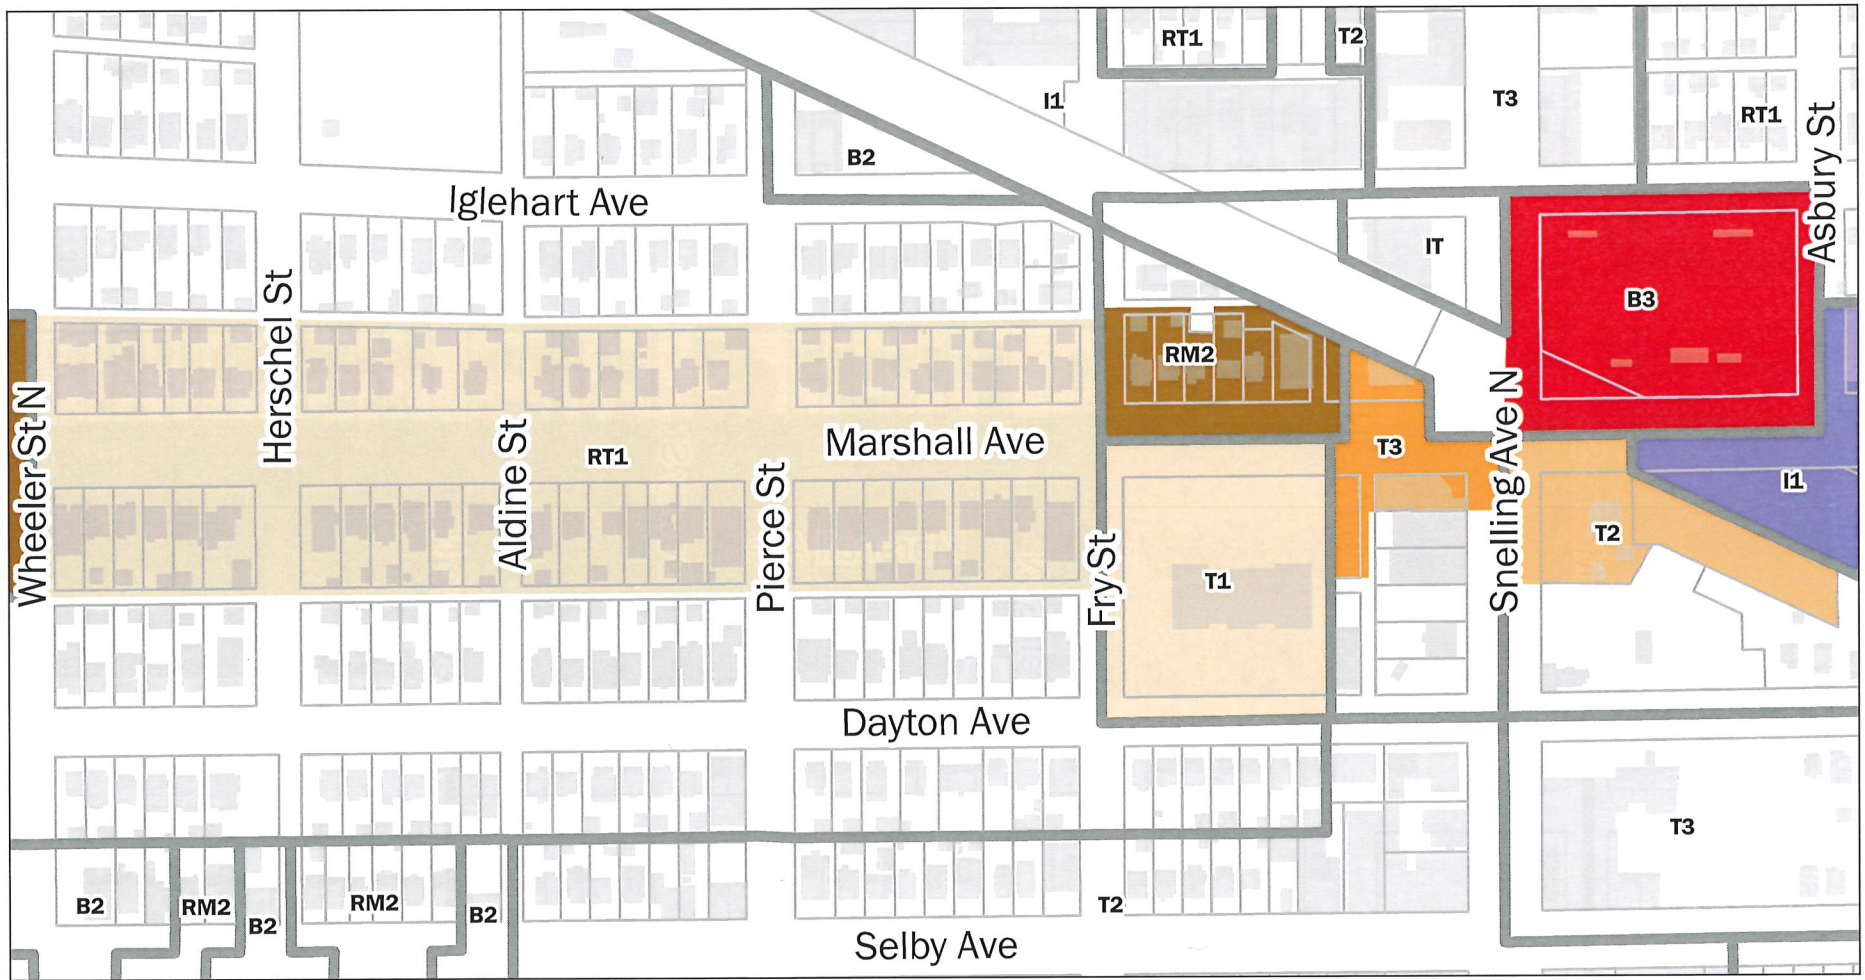 RT1
T2
I1
T3
RT1
Asbury St
B2
Iglehart Ave
IT
B3
Herschel St
RM2
Wheeler St N
Aldine St
RT1
Marshall Ave
Pierce St
T3
Snelling Ave N
I1
T2
Fry St
T1
Dayton Ave
T3
B2
RM2
B2
RM2
B2
T2
Selby Ave